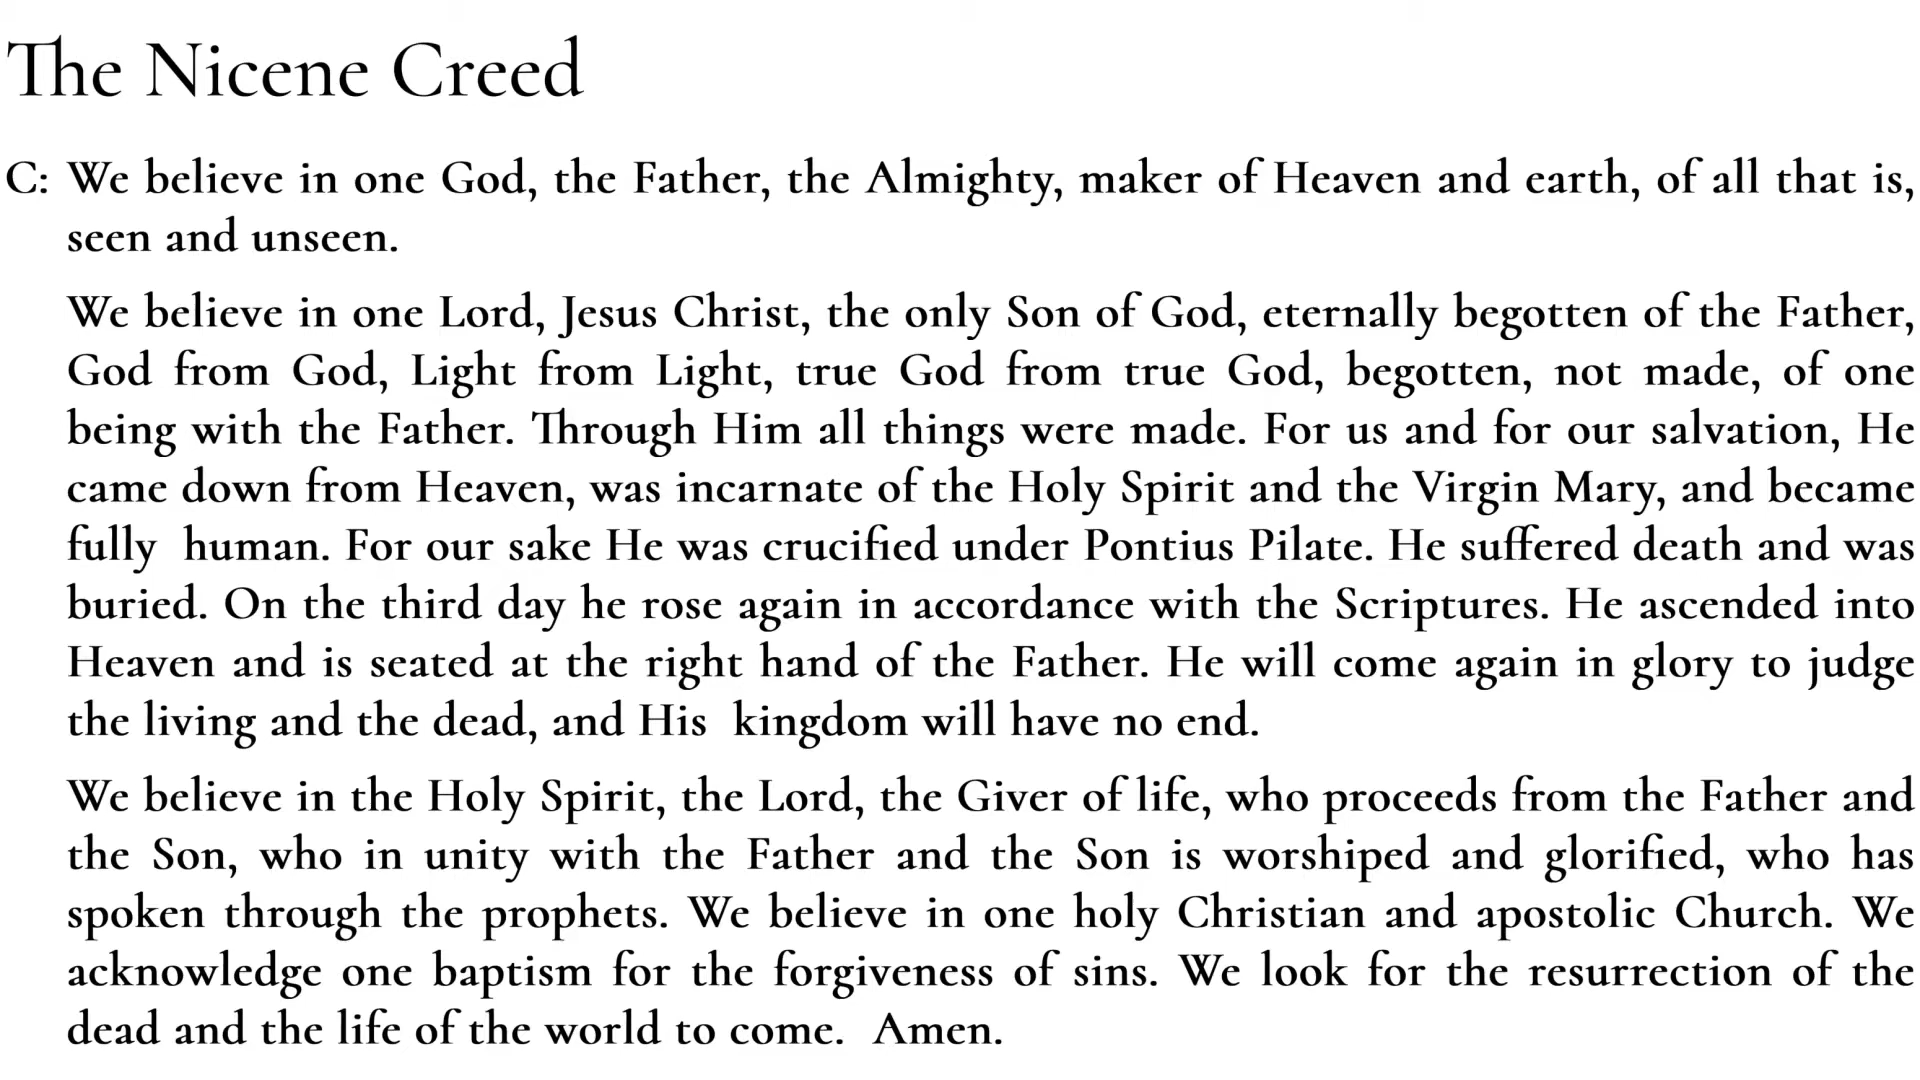 The Nicene Creed
C: We believe in one God, the Father, the Almighty, maker of Heaven and earth, of all that is,
seen and unseen.
We believe in one Lord, Jesus Christ, the only Son of God, eternally begotten of the Father,
God from God, Light from Light, true God from true God, begotten, not made, of one
being with the Father. Through Him all things were made. For us and for our salvation, He
came down from Heaven, was incarnate of the Holy Spirit and the Virgin Mary, and became
fully  human. For our sake He was crucified under Pontius Pilate. He suffered death and was
buried. On the third day he rose again in accordance with the Scriptures. He ascended into
Heaven and is seated at the right hand of the Father. He will come again in glory to judge
the living and the dead, and His  kingdom will have no end.
We believe in the Holy Spirit, the Lord, the Giver of life, who proceeds from the Father and
the Son, who in unity with the Father and the Son is worshiped and glorified, who has
spoken through the prophets. We believe in one holy Christian and apostolic Church. We
acknowledge one baptism for the forgiveness of sins. We look for the resurrection of the
dead and the life of the world to come.  Amen.